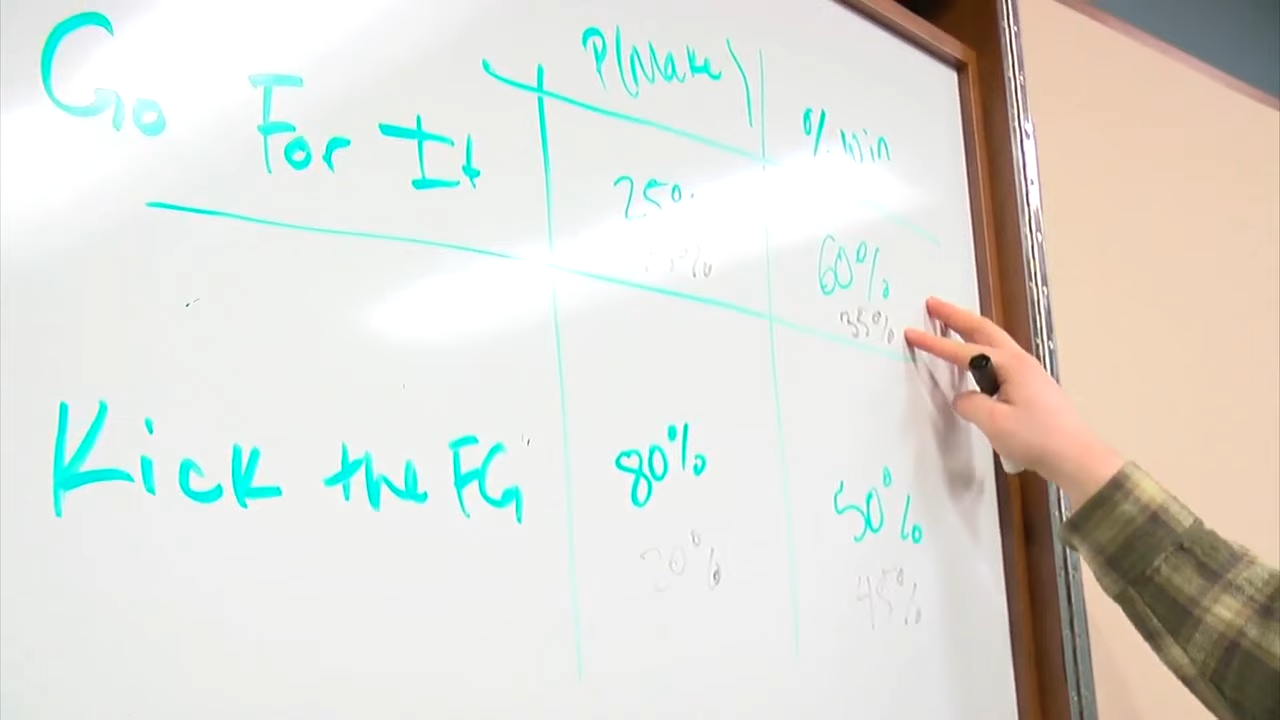 P(Make)
% Win
Go For It
25%
60%
35%
Kick the FG
80%
50%
20%
45%